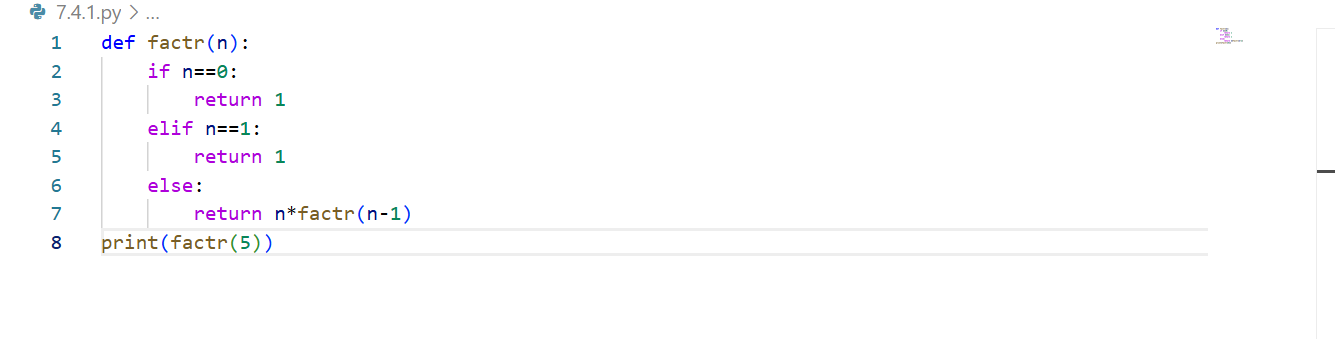 7.4.1.py > ...
1 def factr(n):
2     if n==0:
3         return 1
4     elif n==1:
5         return 1
6     else:
7         return n*factr(n-1)
8 print(factr(5))